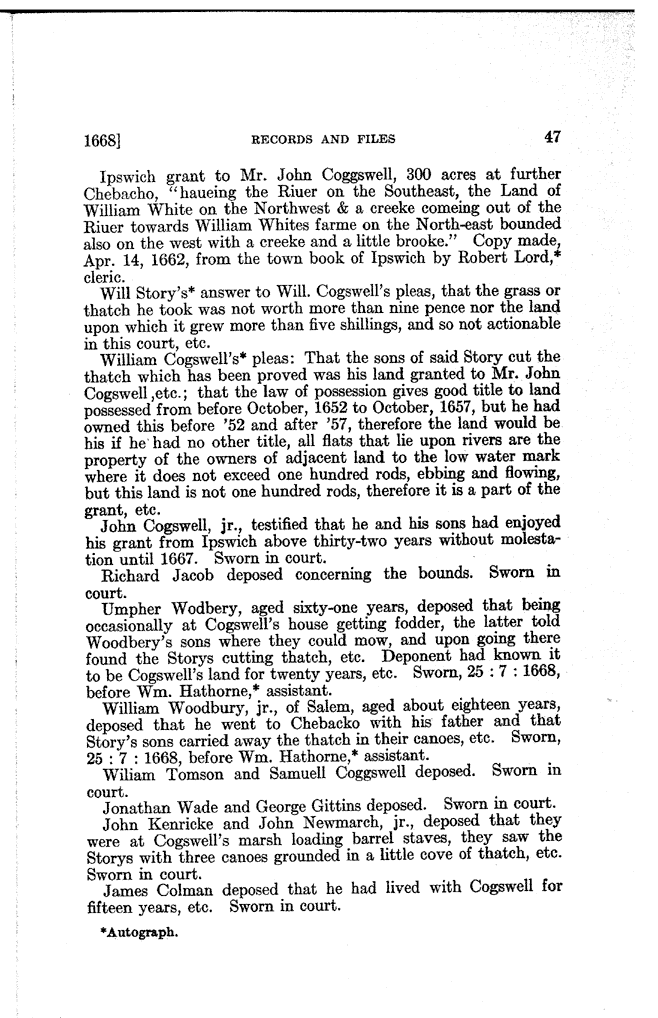 1668] RECORDS AND FILES 47
Ipswich grant to Mr. John Coggswell, 300 acres at further
Chebacho, "haueing the Riuer on the Southeast, the Land of
William White on the Northwest & a creeke comeing out of the
Riuer towards William Whites farme on the North-east bounded
also on the west with a creeke and a little brooke." Copy made,
Apr. 14, 1662, from the town book of Ipswich by Robert Lord,*
cleric.
Will Story's* answer to Will. Cogswell's pleas, that the grass or
thatch he took was not worth more than nine pence nor the land
upon which it grew more than five shillings, and so not actionable
in this court, etc.
William Cogswell's* pleas: That the sons of said Story cut the
thatch which has been proved was his land granted to Mr. John
Cogswell ,etc.; that the law of possession gives good title to land
possessed from before October, 1652 to October, 1657, but he had
owned this before '52 and after '57, therefore the land would be
his if he had no other title, all flats that lie upon rivers are the
property of the owners of adjacent land to the low water mark
where it does not exceed one hundred rods, ebbing and flowing,
but this land is not one hundred rods, therefore it is a part of the
grant, etc.
John Cogswell, jr., testified that he and his sons had enjoyed
his grant from Ipswich above thirty-two years without molesta-
tion until 1667. Sworn in court.
Richard Jacob deposed concerning the bounds. Sworn in
court.
Umpher Wodbery, aged sixty-one years, deposed that being
occasionally at Cogswell's house getting fodder, the latter told
Woodbery's sons where they could mow, and upon going there
found the Storys cutting thatch, etc. Deponent had known it
to be Cogswell's land for twenty years, etc. Sworn, 25 : 7 : 1668,
before Wm. Hathorne,* assistant.
William Woodbury, jr., of Salem, aged about eighteen years,
deposed that he went to Chebacko with his father and that
Story's sons carried away the thatch in their canoes, etc. Sworn,
25 : 7 : 1668, before Wm. Hathorne,* assistant.
Wiliam Tomson and Samuell Coggswell deposed. Sworn in
court.
Jonathan Wade and George Gittins deposed. Sworn in court.
John Kenricke and John Newmarch, jr., deposed that they
were at Cogswell's marsh loading barrel staves, they saw the
Storys with three canoes grounded in a little cove of thatch, etc.
Sworn in court.
James Colman deposed that he had lived with Cogswell for
fifteen years, etc. Sworn in court.
*Autograph.